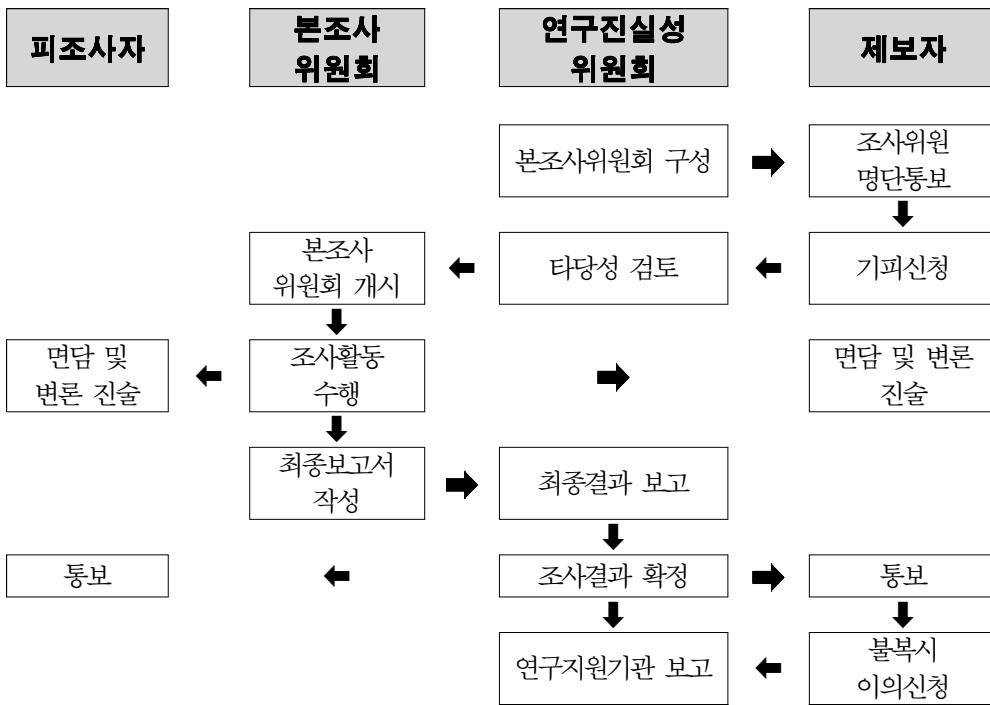 피조사자
본조사
위원회
연구진실성
위원회
제보자
본조사위원회 구성
조사위원
명단통보
본조사
위원회 개시
타당성 검토
기피신청
면담 및
변론 진술
조사활동
수행
면담 및 변론
진술
최종보고서
작성
최종결과 보고
통보
조사결과 확정
통보
연구지원기관 보고
불복시
이의신청